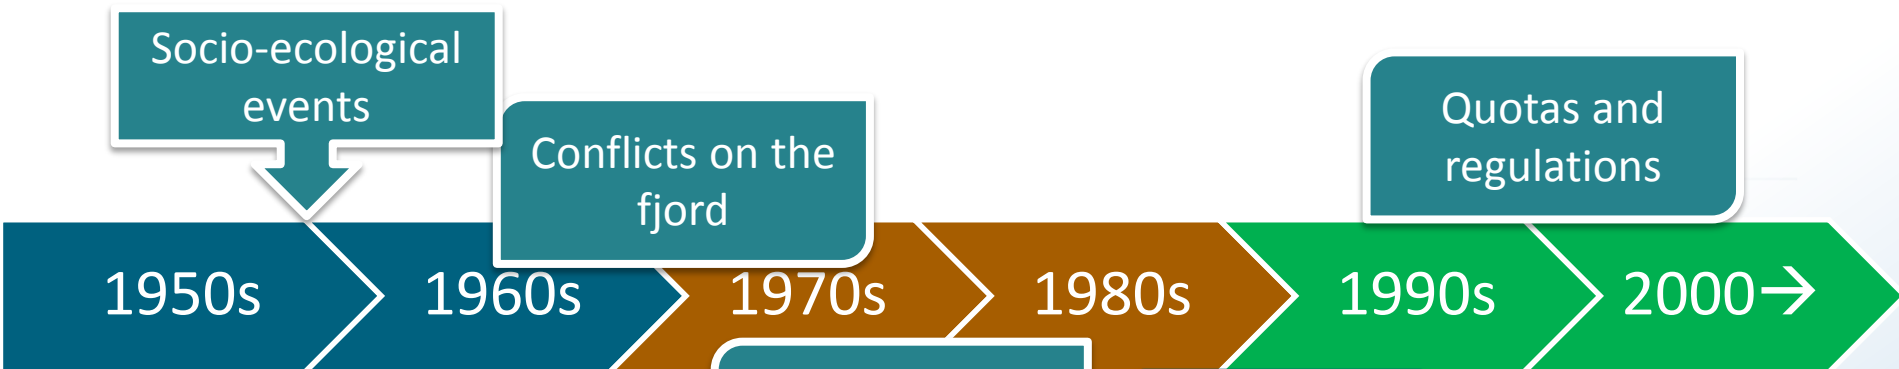 Socio-ecological
events
Conflicts on the
fjord
Quotas and
regulations
1950s
1960s
1970s
1980s
1990s
2000→